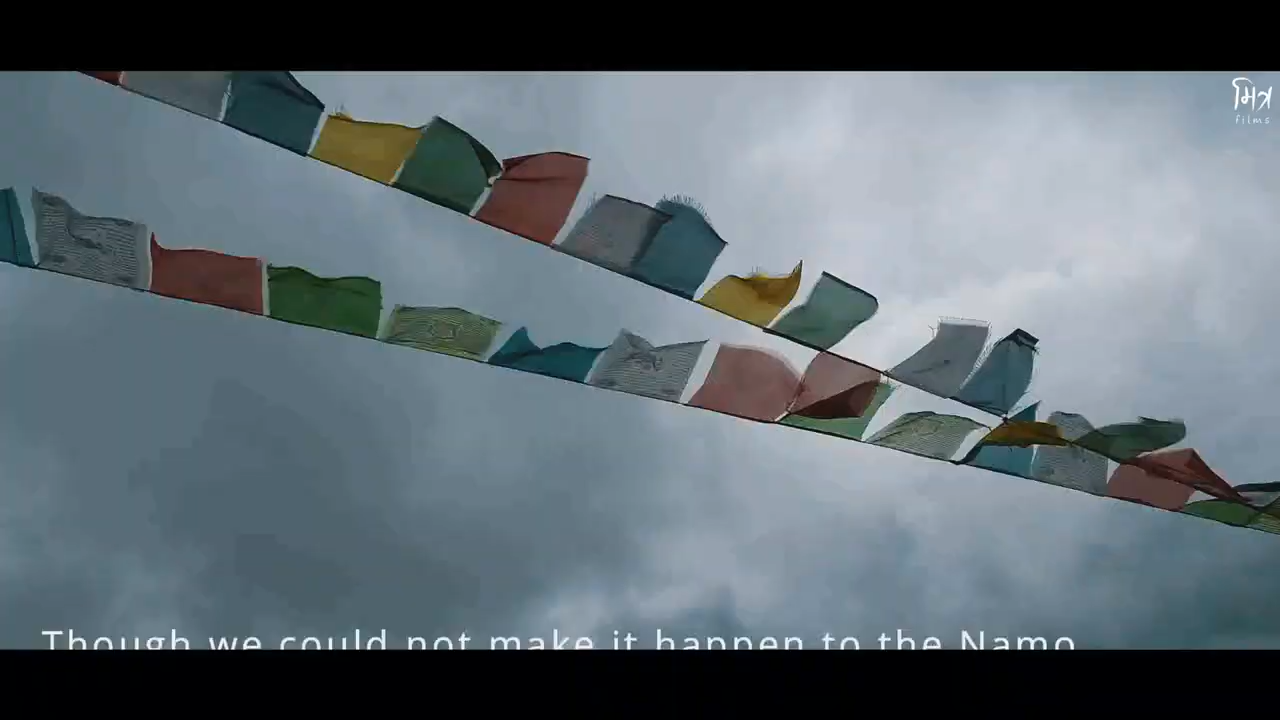 मित्र
films
Though we could not make it happen to the Namo